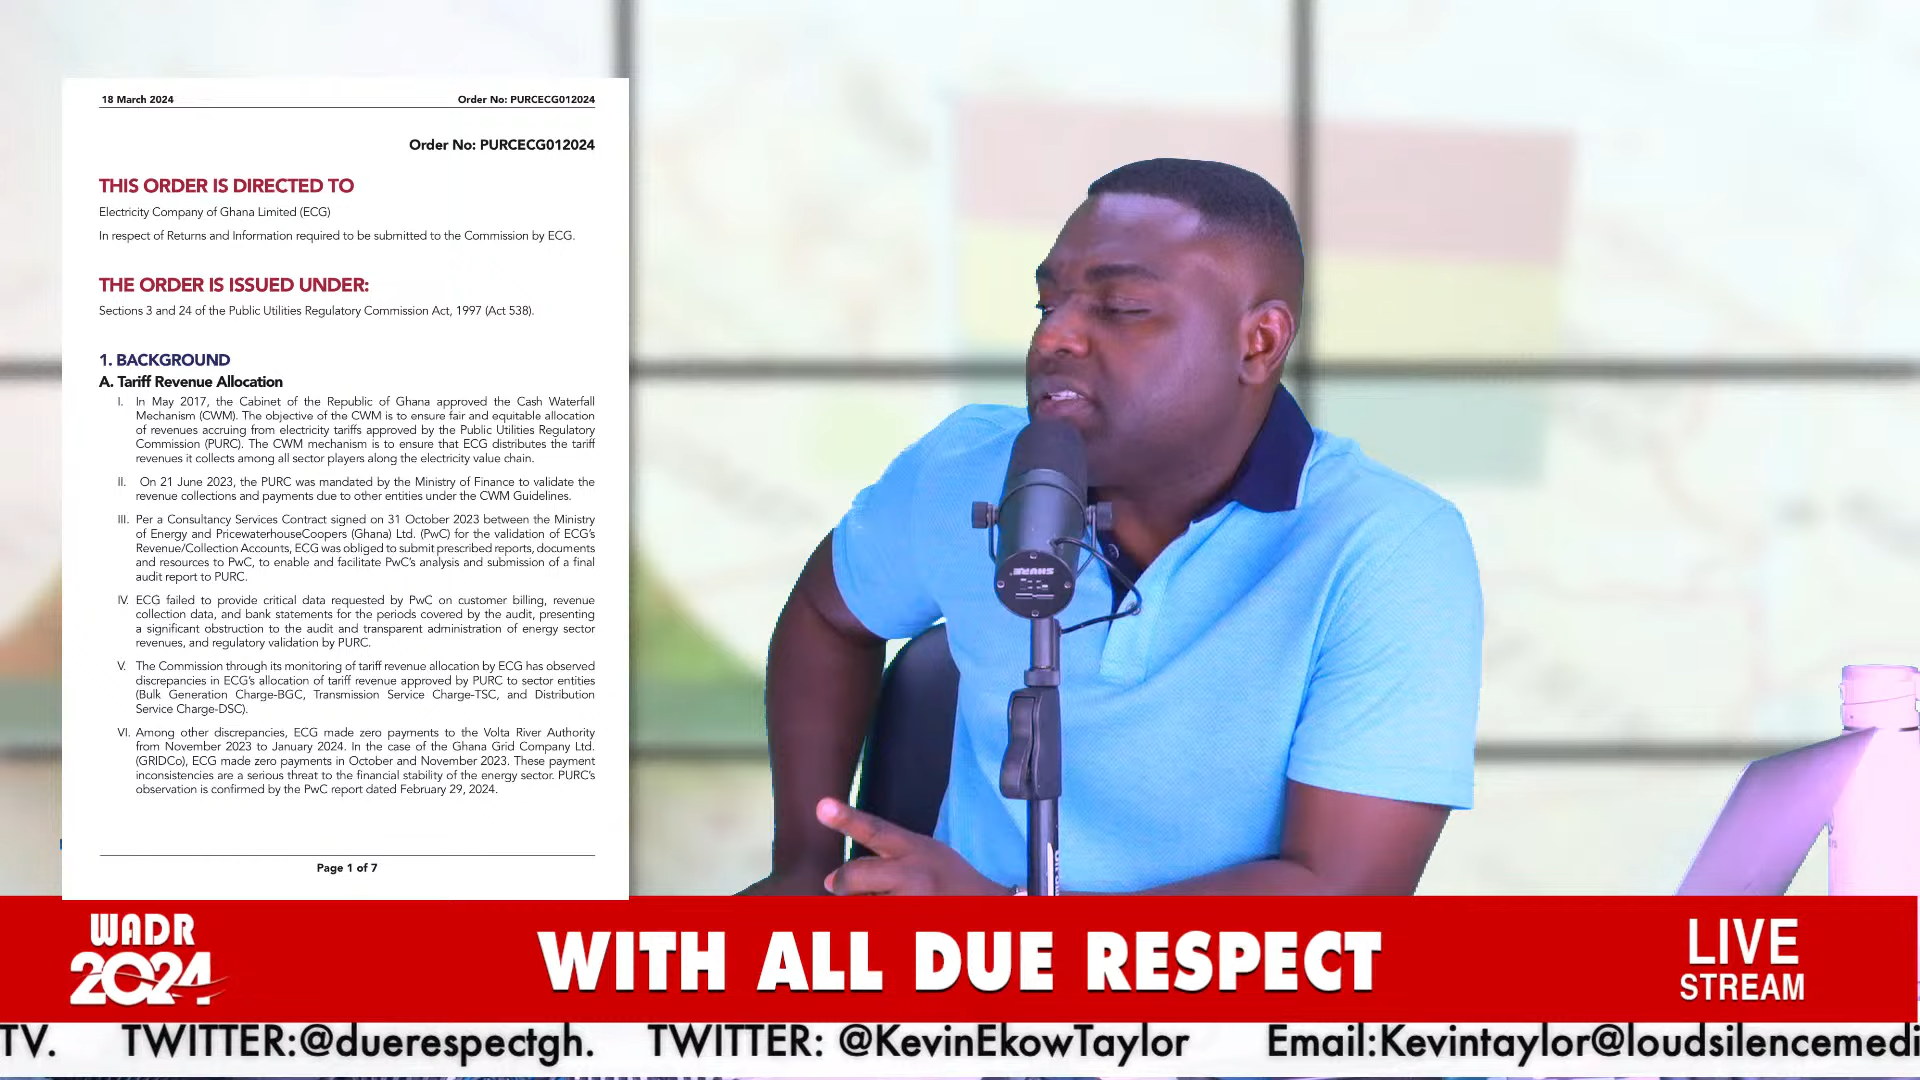 18 March 2024 Order No: PURCECG012024
Order No: PURCECG012024
THIS ORDER IS DIRECTED TO
Electricity Company of Ghana Limited (ECG)
In respect of Returns and Information required to be submitted to the Commission by ECG.
THE ORDER IS ISSUED UNDER:
Sections 3 and 24 of the Public Utilities Regulatory Commission Act, 1997 (Act 538).
1. BACKGROUND
A. Tariff Revenue Allocation
I. In May 2017, the Cabinet of the Republic of Ghana approved the Cash Waterfall
Mechanism (CWM). The objective of the CWM is to ensure fair and equitable allocation
of revenues accruing from electricity tariffs approved by the Public Utilities Regulatory
Commission (PURC). The CWM mechanism is to ensure that ECG distributes the tariff
revenues it collects among all sector players along the electricity value chain.
II. On 21 June 2023, the PURC was mandated by the Ministry of Finance to validate the
revenue collections and payments due to other entities under the CWM Guidelines.
III. Per a Consultancy Services Contract signed on 31 October 2023 between the Ministry
of Energy and PricewaterhouseCoopers (Ghana) Ltd. (PwC) for the validation of ECG's
Revenue/Collection Accounts, ECG was obliged to submit prescribed reports, documents
and resources to PwC, to enable and facilitate PwC's analysis and submission of a final
audit report to PURC.
IV. ECG failed to provide critical data requested by PwC on customer billing, revenue
collection data, and bank statements for the periods covered by the audit, presenting
a significant obstruction to the audit and transparent administration of energy sector
revenues, and regulatory validation by PURC.
V. The Commission through its monitoring of tariff revenue allocation by ECG has observed
discrepancies in ECG's allocation of tariff revenue approved by PURC to sector entities
(Bulk Generation Charge-BGC, Transmission Service Charge-TSC, and Distribution
Service Charge-DSC).
VI. Among other discrepancies, ECG made zero payments to the Volta River Authority
from November 2023 to January 2024. In the case of the Ghana Grid Company Ltd.
(GRIDCo), ECG made zero payments in October and November 2023. These payment
inconsistencies are a serious threat to the financial stability of the energy sector. PURC's
observation is confirmed by the PwC report dated February 29, 2024.
Page 1 of 7
SHURE
WADR
2024
WITH ALL DUE RESPECT
LIVE
STREAM
TV. TWITTER:@duerespectgh. TWITTER: @KevinEkowTaylor Email:Kevintaylor@loudsilencemedi